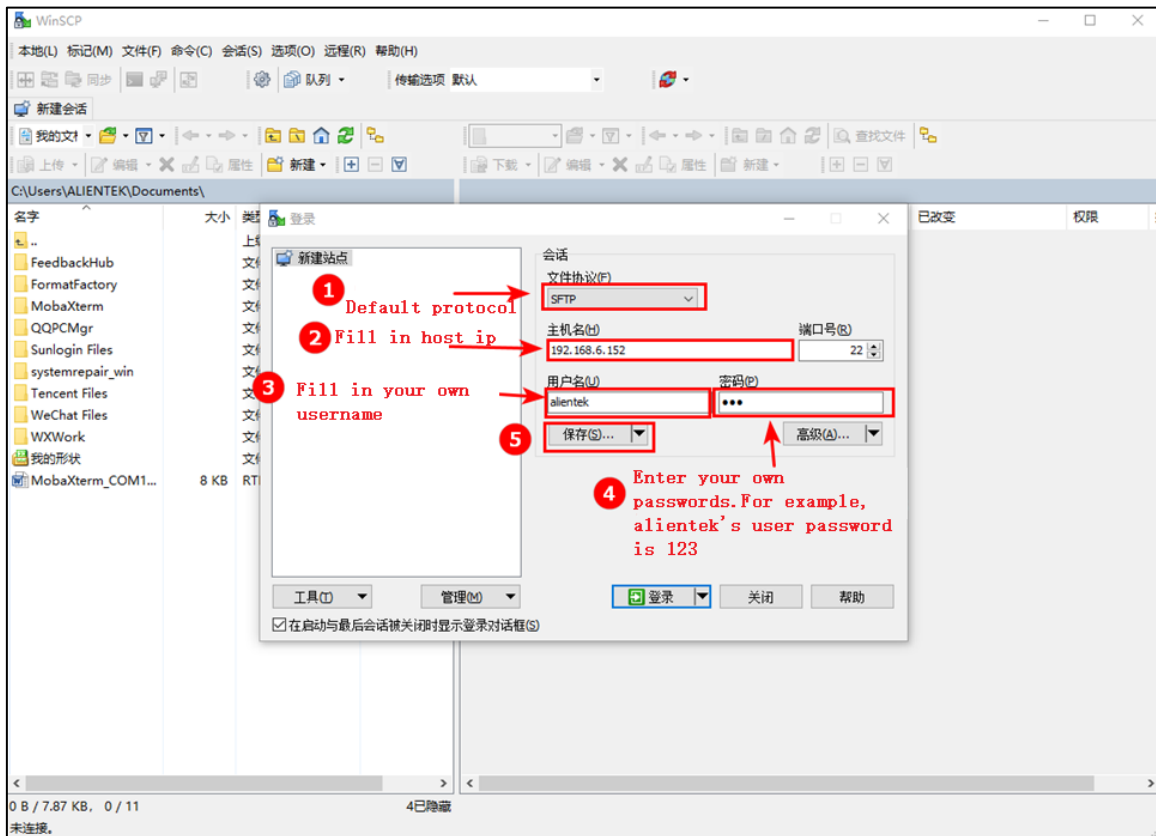 WinSCP
本地(L) 标记(M) 文件(F) 命令(C) 会话(S) 选项(O) 远程(R) 帮助(H)
同步 队列 传输选项 默认
新建会话
我的文 查找文件
上传 编辑 属性 新建 下载 编辑 属性 新建
C:\Users\ALIENTEK\Documents\
名字 大小 已改变 权限
..
FeedbackHub
FormatFactory
MobaXterm
QQPCMgr
Sunlogin Files
systemrepair_win
Tencent Files
WeChat Files
WXWork
我的形状
MobaXterm_COM1... 8 KB
登录
新建站点
会话
文件协议(F)
1 Default protocol
SFTP
主机名(H) 端口号(R)
2 Fill in host ip
192.168.6.152 22
用户名(U) 密码(P)
3 Fill in your own
username
alientek
5 保存(S)... 高级(A)...
4 Enter your own
passwords.For example,
alientek's user password
is 123
工具(T) 管理(M) 登录 关闭 帮助
在启动与最后会话被关闭时显示登录对话框(S)
0 B / 7.87 KB, 0 / 11 4已隐藏
未连接。